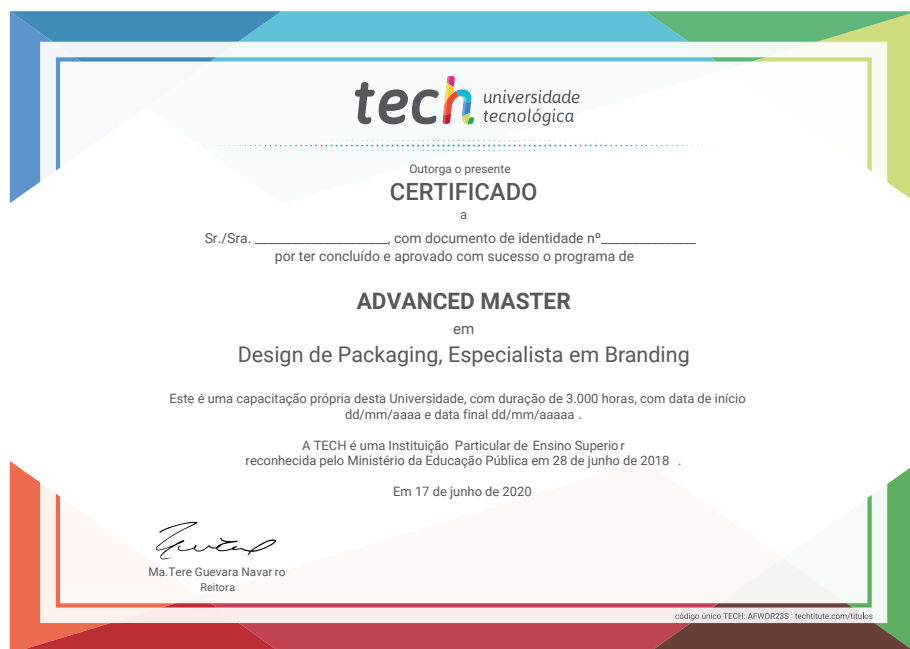 tech universidade
tecnológica
Outorga o presente
CERTIFICADO
a
Sr./Sra. _____________________, com documento de identidade nº_______________
por ter concluído e aprovado com sucesso o programa de
ADVANCED MASTER
em
Design de Packaging, Especialista em Branding
Este é uma capacitação própria desta Universidade, com duração de 3.000 horas, com data de início
dd/mm/aaaa e data final dd/mm/aaaaa .
A TECH é uma Instituição Particular de Ensino Superio r
reconhecida pelo Ministério da Educação Pública em 28 de junho de 2018 .
Em 17 de junho de 2020
Ma.Tere Guevara Navar ro
Reitora
código único TECH: AFWOR23S techtitute.com/titulos